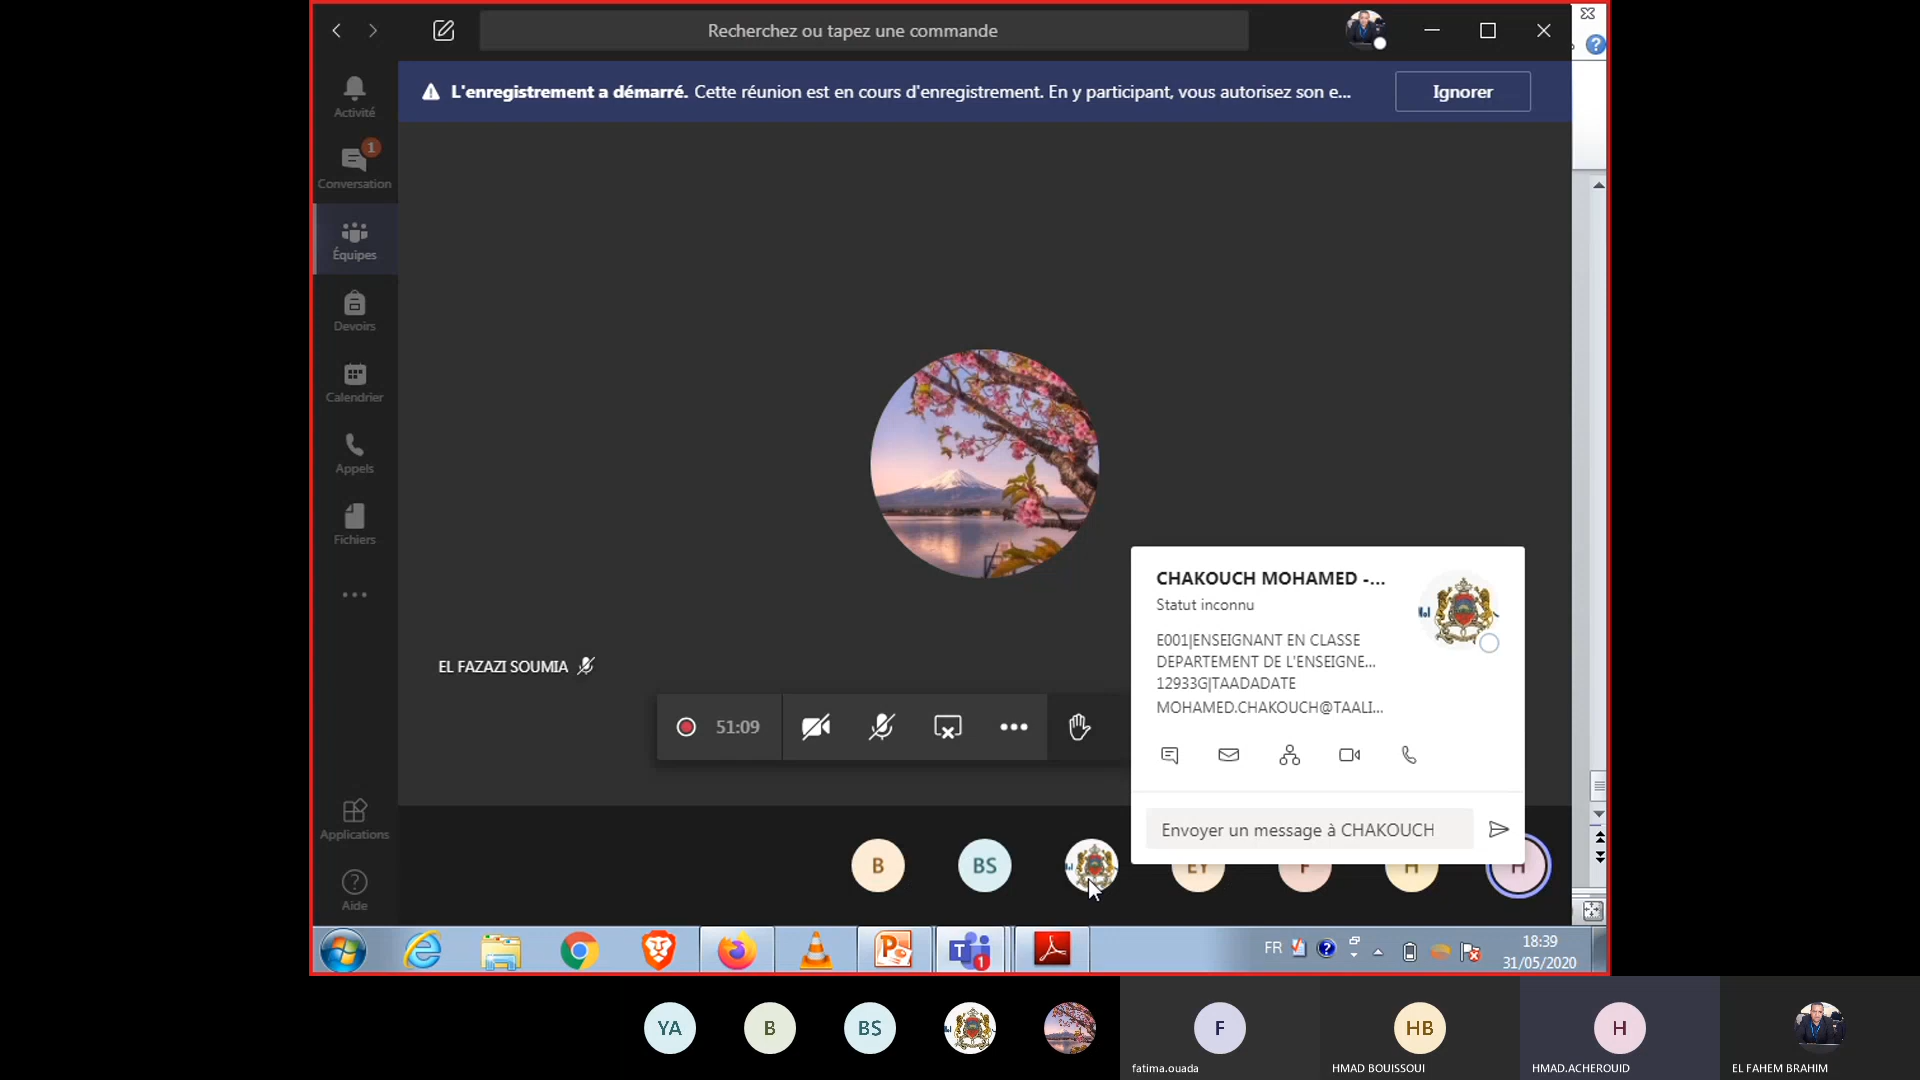 Recherchez ou tapez une commande
L'enregistrement a démarré. Cette réunion est en cours d'enregistrement. En y participant, vous autorisez son e...
Ignorer
Activité
1
Conversation
Équipes
Devoirs
Calendrier
Appels
Fichiers
Applications
Aide
EL FAZAZI SOUMIA
51:09
CHAKOUCH MOHAMED -...
Statut inconnu
E001|ENSEIGNANT EN CLASSE
DEPARTEMENT DE L'ENSEIGNE...
12933G|TAADADATE
MOHAMED.CHAKOUCH@TAALI...
Envoyer un message à CHAKOUCH
B
BS
EY
F
H
H
1
FR
18:39
31/05/2020
YA
B
BS
F
HB
H
fatima.ouada
HMAD BOUISSOUI
HMAD.ACHEROUID
EL FAHEM BRAHIM